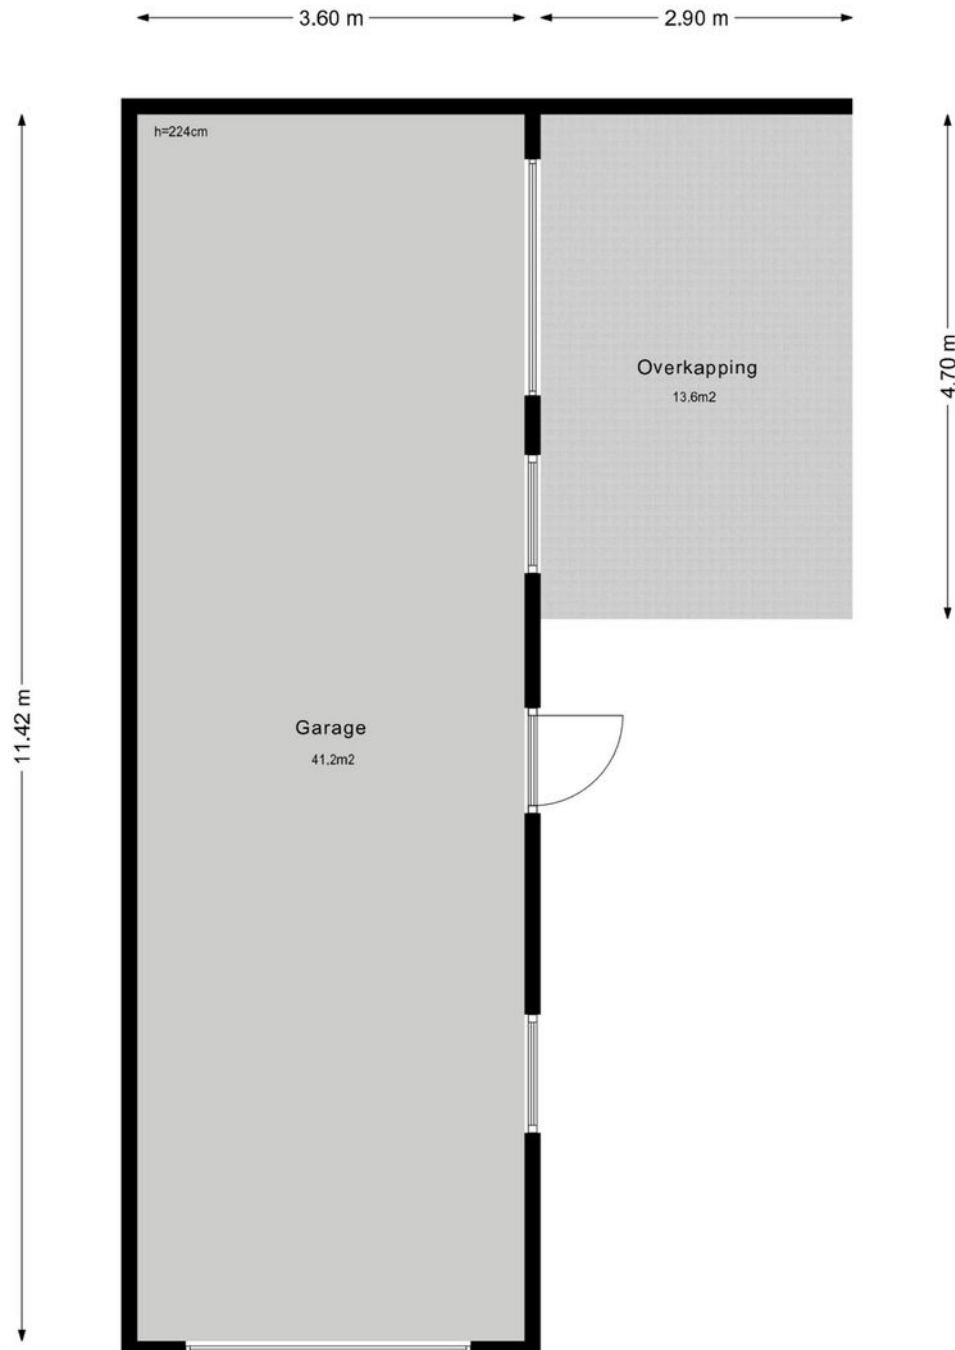 3.60 m
2.90 m
h=224cm
4.70 m
Overkapping
13,6m2
11.42 m
Garage
41,2m2